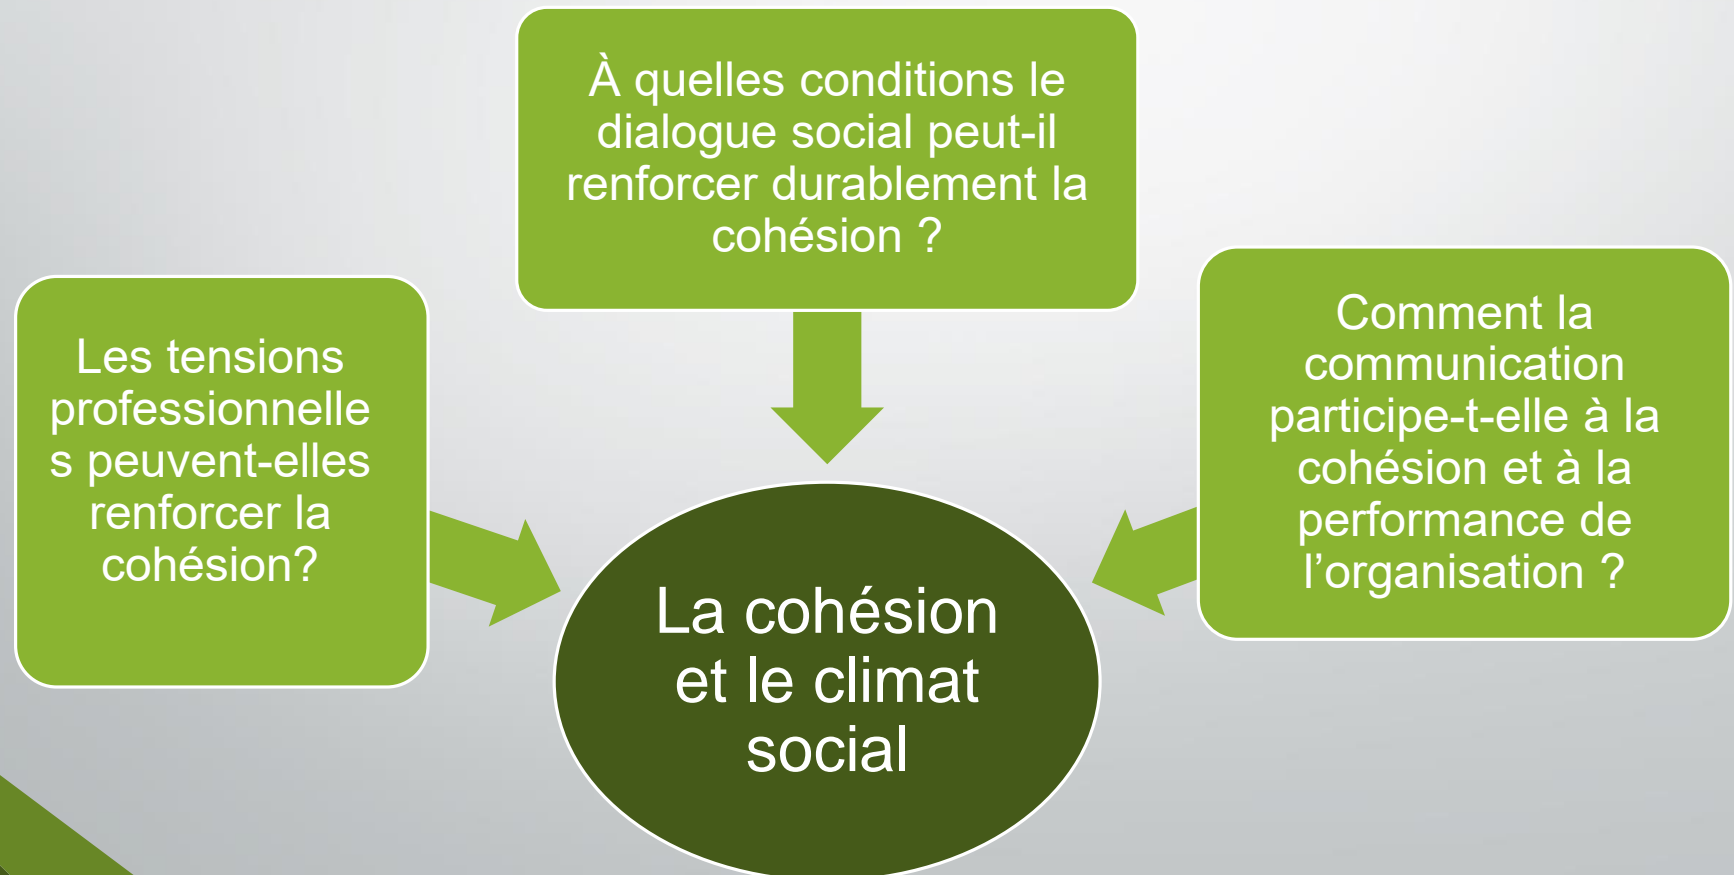 À quelles conditions le
dialogue social peut-il
renforcer durablement la
cohésion ?
Les tensions
professionnelle
s peuvent-elles
renforcer la
cohésion?
Comment la
communication
participe-t-elle à la
cohésion et à la
performance de
l’organisation ?
La cohésion
et le climat
social